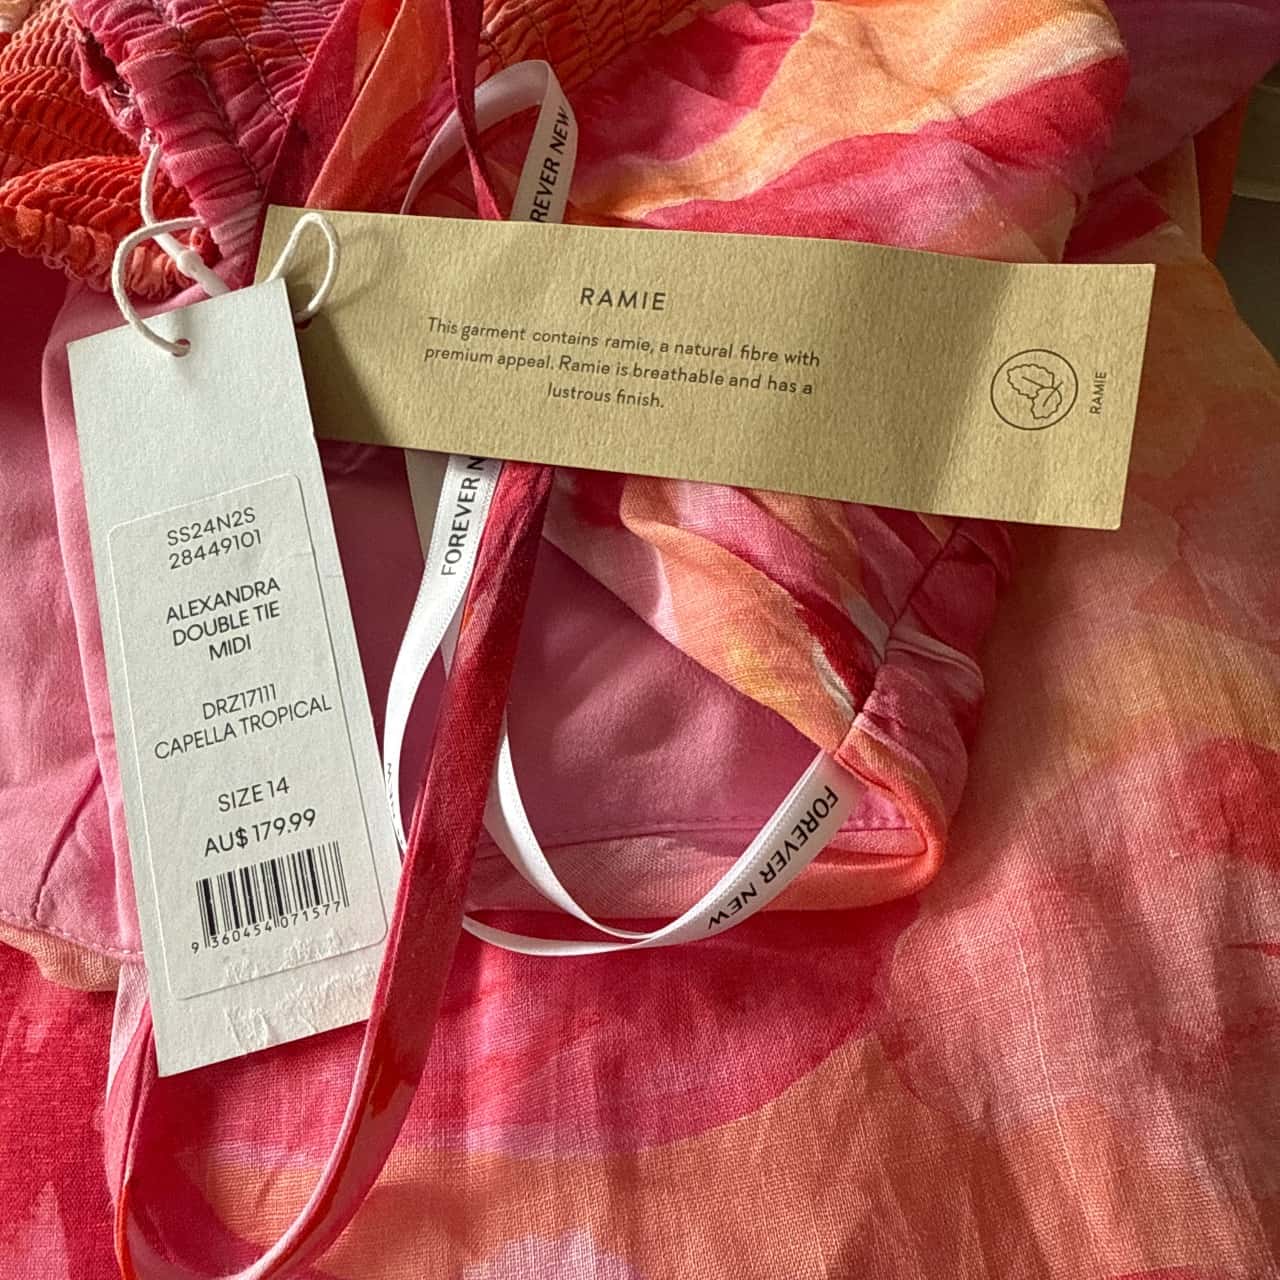 REVER NEW
RAMIE
This garment contains ramie, a natural fibre with
premium appeal. Ramie is breathable and has a
lustrous finish.
RAMIE
FOREVER N
SS24N2S
28449101
ALEXANDRA
DOUBLE TIE
MIDI
DRZ17111
CAPELLA TROPICAL
SIZE 14
AU$ 179.99
9 360454 071577
FOREVER NEW